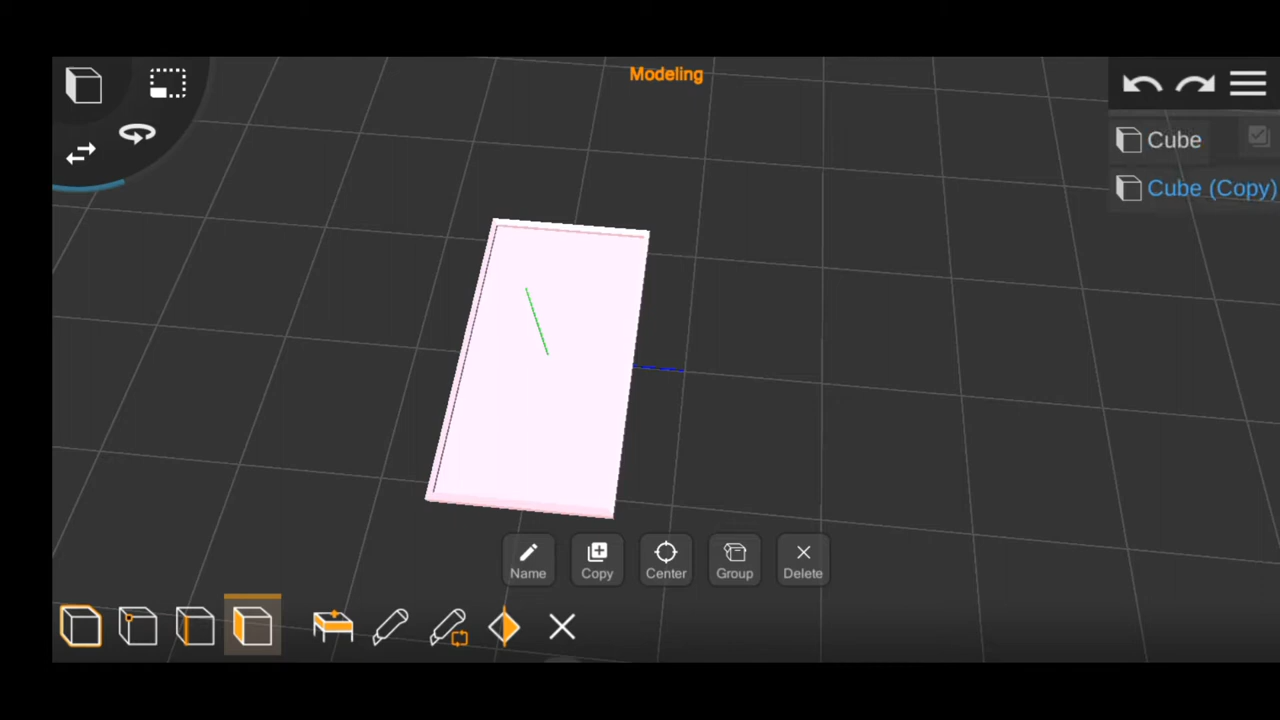 Modeling
Cube
Cube (Copy)
Name
Copy
Center
Group
Delete